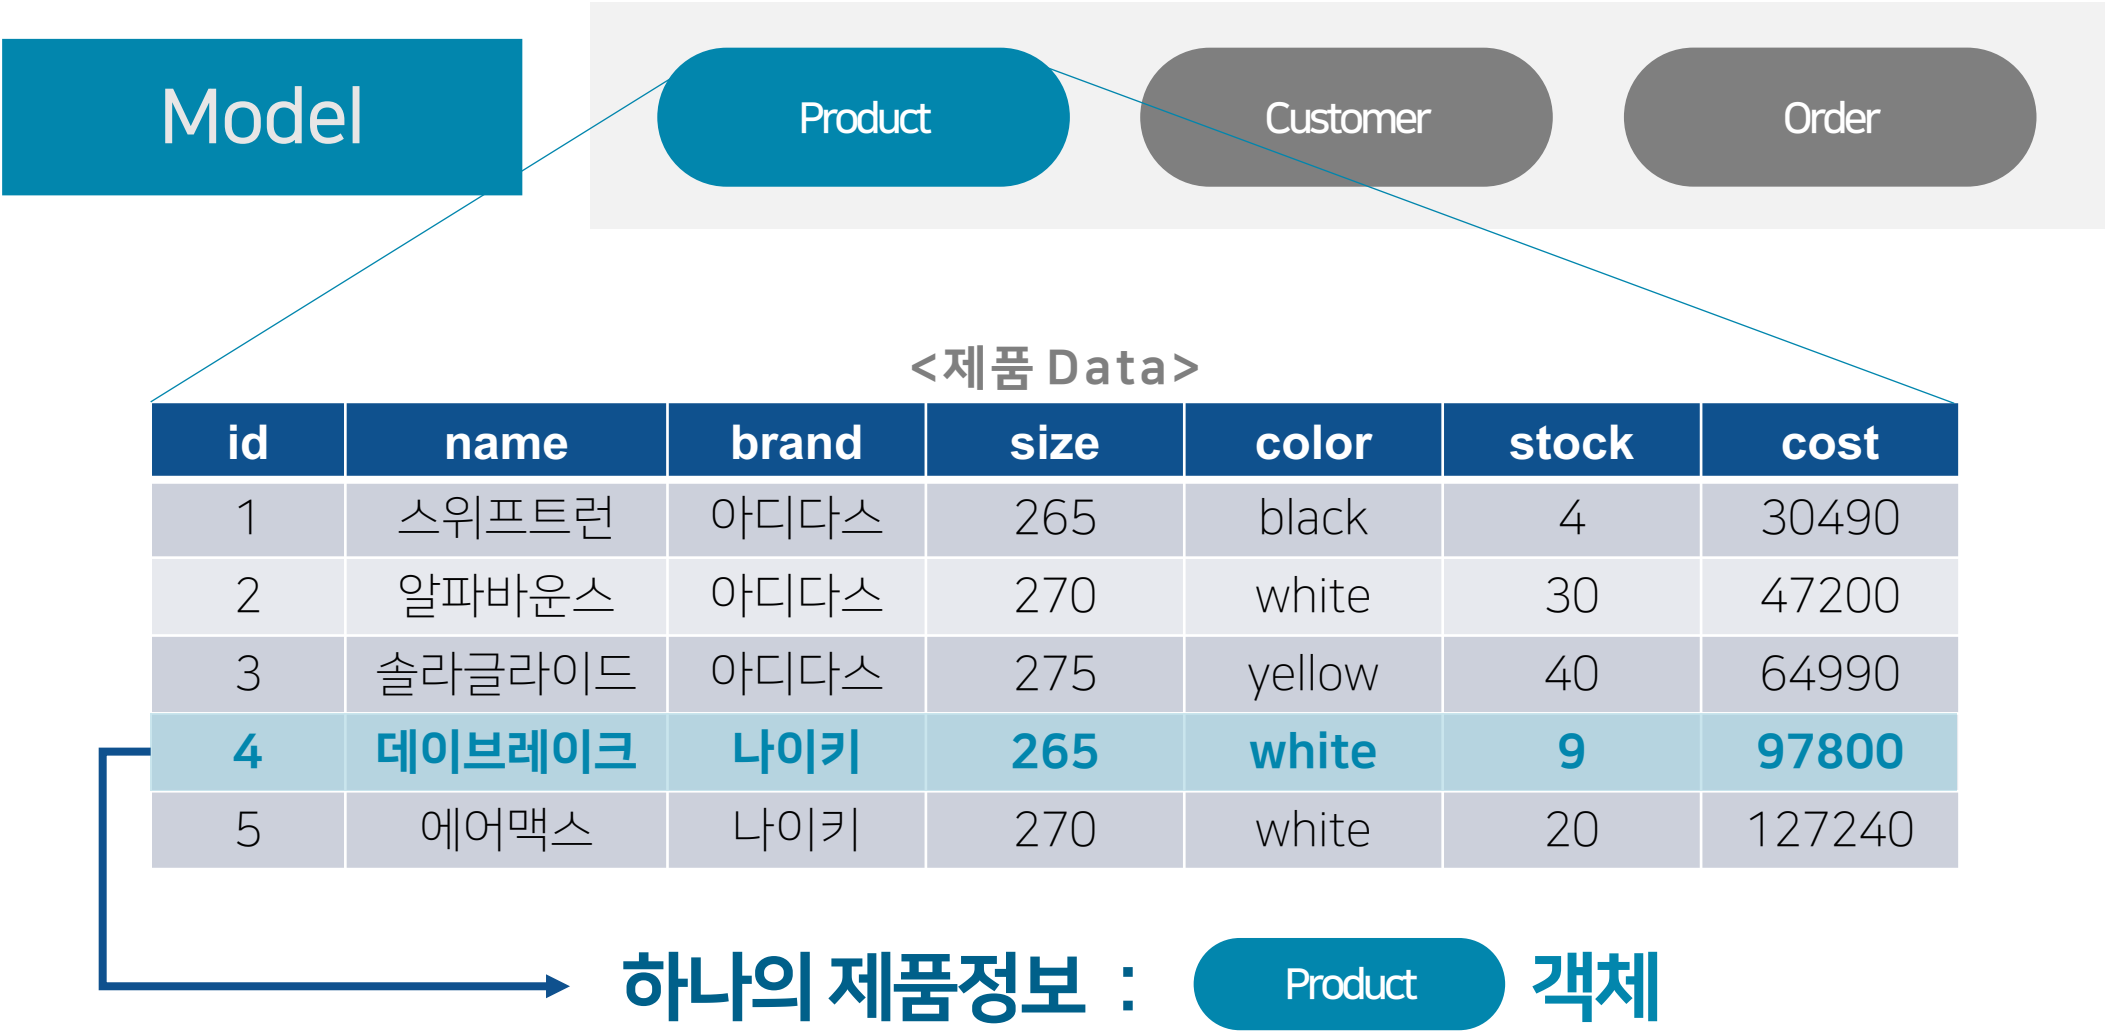 Model
Product Customer Order
<제품 Data>
id name brand size color stock cost
1 스위프트런 아디다스 265 black 4 30490
2 알파바운스 아디다스 270 white 30 47200
3 솔라글라이드 아디다스 275 yellow 40 64990
4 데이브레이크 나이키 265 white 9 97800
5 에어맥스 나이키 270 white 20 127240
하나의 제품정보 : Product 객체